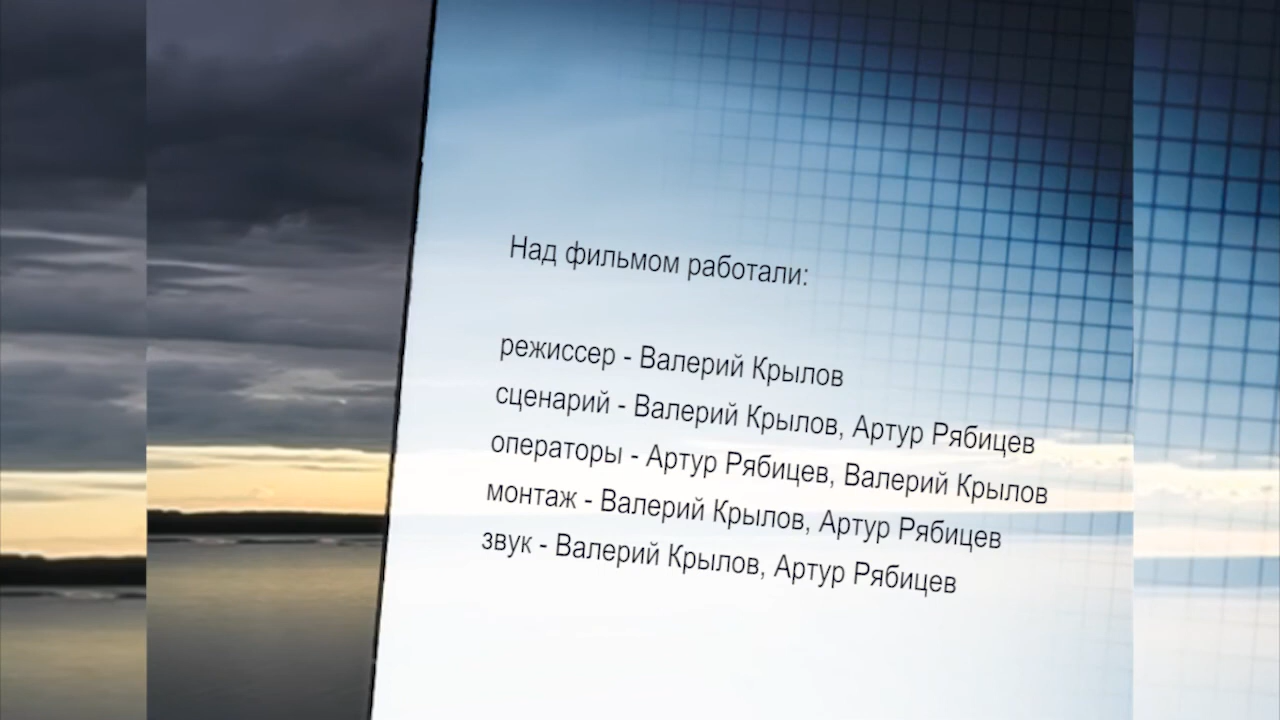 Над фильмом работали:
режиссер - Валерий Крылов
сценарий - Валерий Крылов, Артур Рябицев
операторы - Артур Рябицев, Валерий Крылов
монтаж - Валерий Крылов, Артур Рябицев
звук - Валерий Крылов, Артур Рябицев